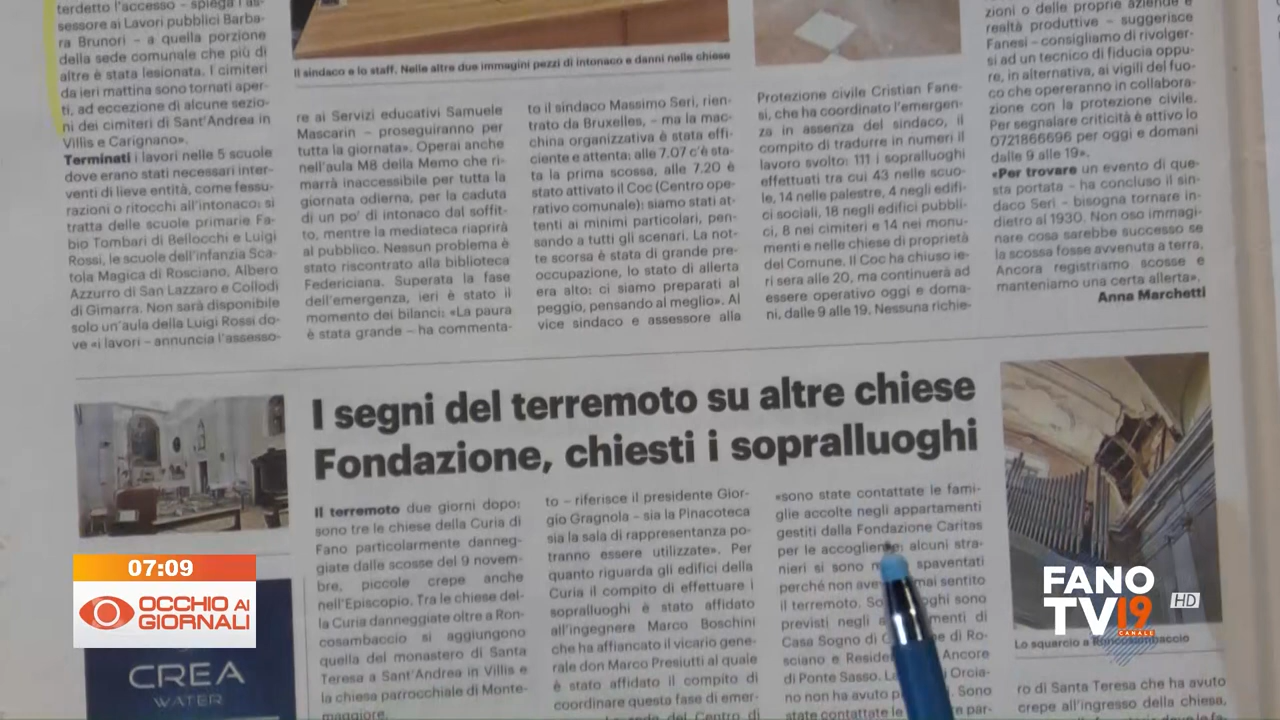 terdetto l'accesso – spiega l'as-
sessore ai Lavori pubblici Barba-
ra Brunori – a quella porzione
della sede comunale che più di
altre è stata lesionata. I cimiteri
da ieri mattina sono tornati aper-
ti, ad eccezione di alcune sezio-
ni dei cimiteri di Sant'Andrea in
Villis e Carignano».
Terminati i lavori nelle 5 scuole
dove erano stati necessari inter-
venti di lieve entità, come fessu-
razioni o ritocchi all'intonaco: si
tratta delle scuole primarie Fa-
bio Tombari di Bellocchi e Luigi
Rossi, le scuole dell'infanzia Sca-
tola Magica di Rosciano, Albero
Azzurro di San Lazzaro e Collodi
di Gimarra. Non sarà disponibile
solo un'aula della Luigi Rossi do-
ve «i lavori – annuncia l'assesso-
Il sindaco e lo staff. Nelle altre due immagini pezzi di intonaco e danni nelle chiese
re ai Servizi educativi Samuele
Mascarin – proseguiranno per
tutta la giornata». Operai anche
nell'aula M8 della Memo che ri-
marrà inaccessibile per tutta la
giornata odierna, per la caduta
di un po' di intonaco dal soffit-
to, mentre la mediateca riaprirà
al pubblico. Nessun problema è
stato riscontrato alla biblioteca
Federiciana. Superata la fase
dell'emergenza, ieri è stato il
momento dei bilanci: «La paura
è stata grande – ha commenta-
to il sindaco Massimo Seri, rien-
trato da Bruxelles, – ma la mac-
china organizzativa è stata effi-
ciente e attenta: alle 7.07 c'è sta-
ta la prima scossa, alle 7.20 è
stato attivato il Coc (Centro ope-
rativo comunale): siamo stati at-
tenti ai minimi particolari, pen-
sando a tutti gli scenari. La not-
te scorsa è stata di grande pre-
occupazione, lo stato di allerta
era alto: ci siamo preparati al
peggio, pensando al meglio». Al
vice sindaco e assessore alla
Protezione civile Cristian Fane-
si, che ha coordinato l'emergen-
za in assenza del sindaco, il
compito di tradurre in numeri il
lavoro svolto: 111 i sopralluoghi
effettuati tra cui 43 nelle scuo-
le, 14 nelle palestre, 4 negli edifi-
ci sociali, 18 negli edifici pubbli-
ci, 8 nei cimiteri e 14 nei monu-
menti e nelle chiese di proprietà
del Comune. Il Coc ha chiuso ie-
ri sera alle 20, ma continuerà ad
essere operativo oggi e doma-
ni, dalle 9 alle 19. Nessuna richie-
zioni o delle proprie aziende e
realtà produttive – suggerisce
Fanesi – consigliamo di rivolger-
si ad un tecnico di fiducia oppu-
re, in alternativa, ai vigili del fuo-
co che opereranno in collabora-
zione con la protezione civile.
Per segnalare criticità è attivo lo
0721866696 per oggi e domani
dalle 9 alle 19».
«Per trovare un evento di que-
sta portata – ha concluso il sin-
daco Seri – bisogna tornare in-
dietro al 1930. Non oso immagi-
nare cosa sarebbe successo se
la scossa fosse avvenuta a terra.
Ancora registriamo scosse e
manteniamo una certa allerta».
Anna Marchetti
I segni del terremoto su altre chiese
Fondazione, chiesti i sopralluoghi
Il terremoto due giorni dopo:
sono tre le chiese della Curia di
Fano particolarmente danneg-
giate dalle scosse del 9 novem-
bre, piccole crepe anche
nell'Episcopio. Tra le chiese del-
la Curia danneggiate oltre a Ron-
cosambaccio si aggiungono
quella del monastero di Santa
Teresa a Sant'Andrea in Villis e
la chiesa parrocchiale di Monte-
maggiore.
to – riferisce il presidente Gior-
gio Gragnola – sia la Pinacoteca
sia la sala di rappresentanza po-
tranno essere utilizzate». Per
quanto riguarda gli edifici della
Curia il compito di effettuare i
sopralluoghi è stato affidato
all'ingegnere Marco Boschini
che ha affiancato il vicario gene-
rale don Marco Presiutti al quale
è stato affidato il compito di
coordinare questa fase di emer-
del Centro di
«sono state contattate le fami-
glie accolte negli appartamenti
gestiti dalla Fondazione Caritas
per le alcuni stra-
nieri si sono spaventati
perché non mai sentito
il terremoto. sono
previsti negli di
Casa Sogno di di Ro-
sciano e Ancore
di Ponte Sasso. Orcia-
no non ha avuto Sono
state contattate le par-
Lo squarcio a Roncosambaccio
ro di Santa Teresa che ha avuto
crepe all'ingresso della chiesa,
07:09
OCCHIO AI
GIORNALI
CREA
WATER
FANO
TV19
CANALE
HD